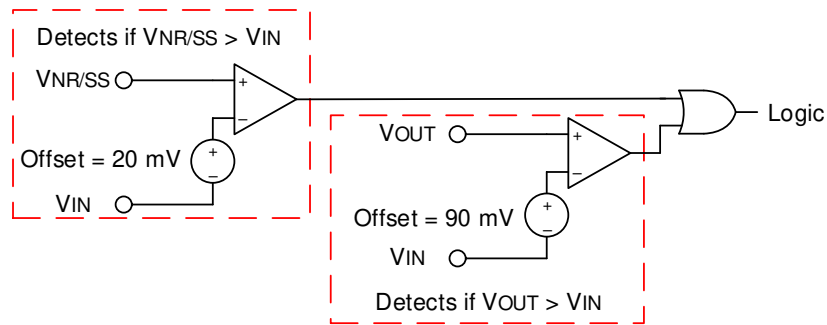 Detects if VNR/SS > VIN
VNR/SS
+
−
+
Offset = 20 mV
−
VIN
Logic
VOUT
+
−
+
Offset = 90 mV
−
VIN
Detects if VOUT > VIN